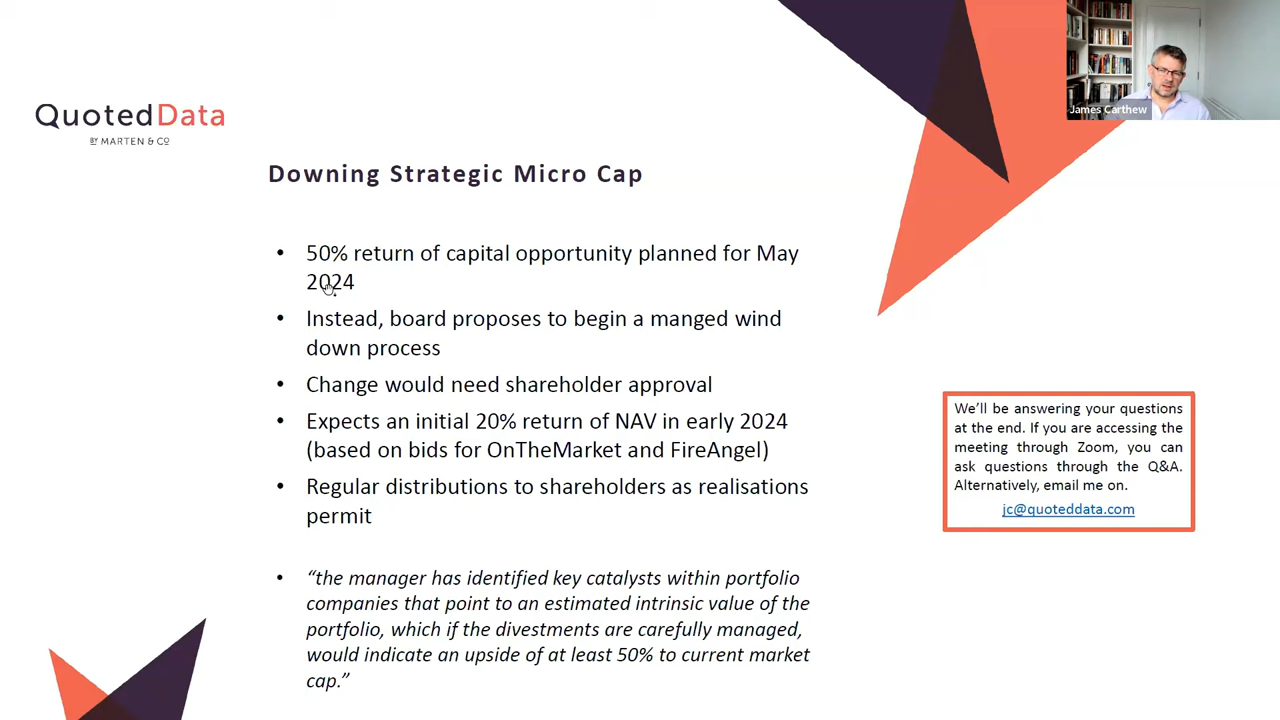 QuotedData
BY MARTEN & CO
James Carthew
Downing Strategic Micro Cap
• 50% return of capital opportunity planned for May
2024
• Instead, board proposes to begin a manged wind
down process
• Change would need shareholder approval
• Expects an initial 20% return of NAV in early 2024
(based on bids for OnTheMarket and FireAngel)
• Regular distributions to shareholders as realisations
permit
• “the manager has identified key catalysts within portfolio
companies that point to an estimated intrinsic value of the
portfolio, which if the divestments are carefully managed,
would indicate an upside of at least 50% to current market
cap.”
We’ll be answering your questions
at the end. If you are accessing the
meeting through Zoom, you can
ask questions through the Q&A.
Alternatively, email me on.
jc@quoteddata.com